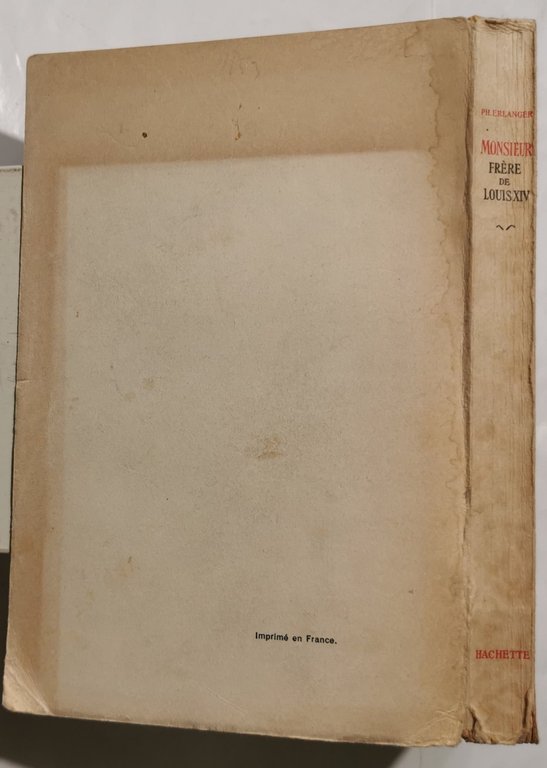 PH. ERLANGER
MONSIEUR
FRÈRE
DE
LOUIS XIV
HACHETTE
Imprimé en France.